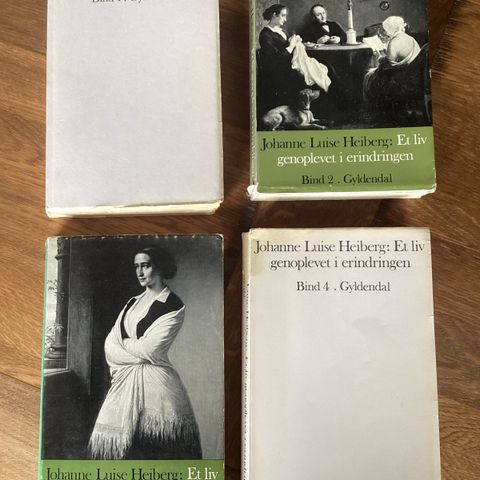 Bind
Johanne Luise Heiberg: Et liv
genoplevet i erindringen
Bind 2 . Gyldendal
Johanne Luise Heiberg: Et liv
genoplevet i erindringen
Bind 4 . Gyldendal
Johanne Luise Heiberg: Et liv